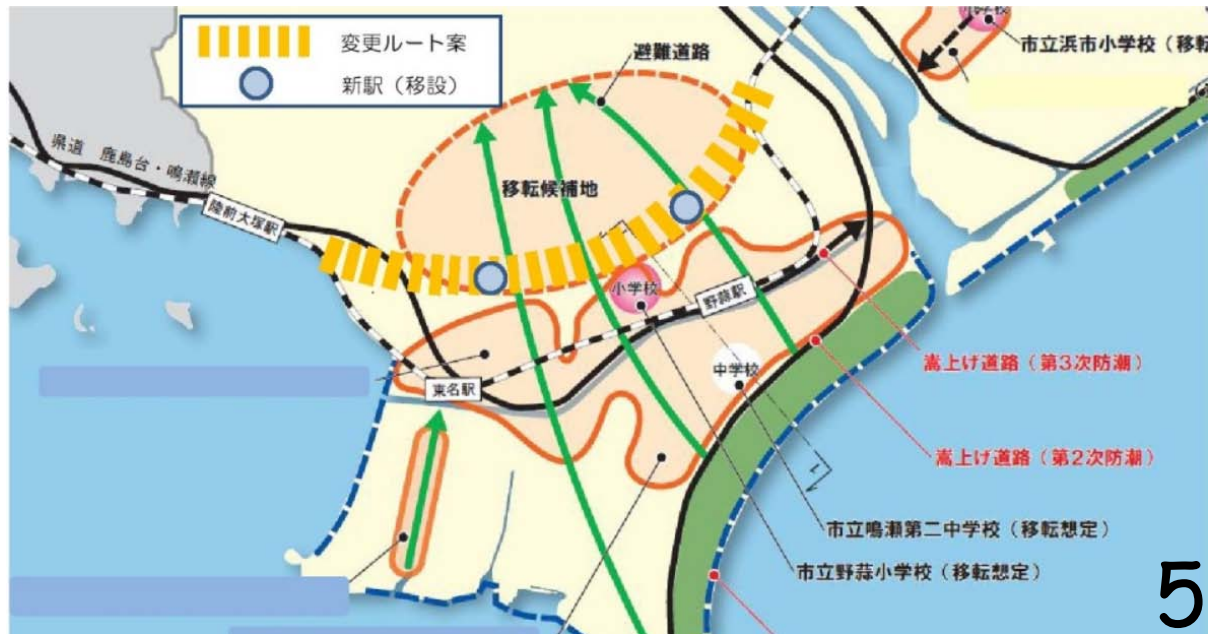 変更ルート案
新駅（移設）
避難道路
小学校
市立浜市小学校（移転
県道 鹿島台・鳴瀬線
陸前大塚駅
移転候補地
小学校
野蒜駅
中学校
東名駅
嵩上げ道路（第3次防潮）
嵩上げ道路（第2次防潮）
市立鳴瀬第二中学校（移転想定）
市立野蒜小学校（移転想定）
5